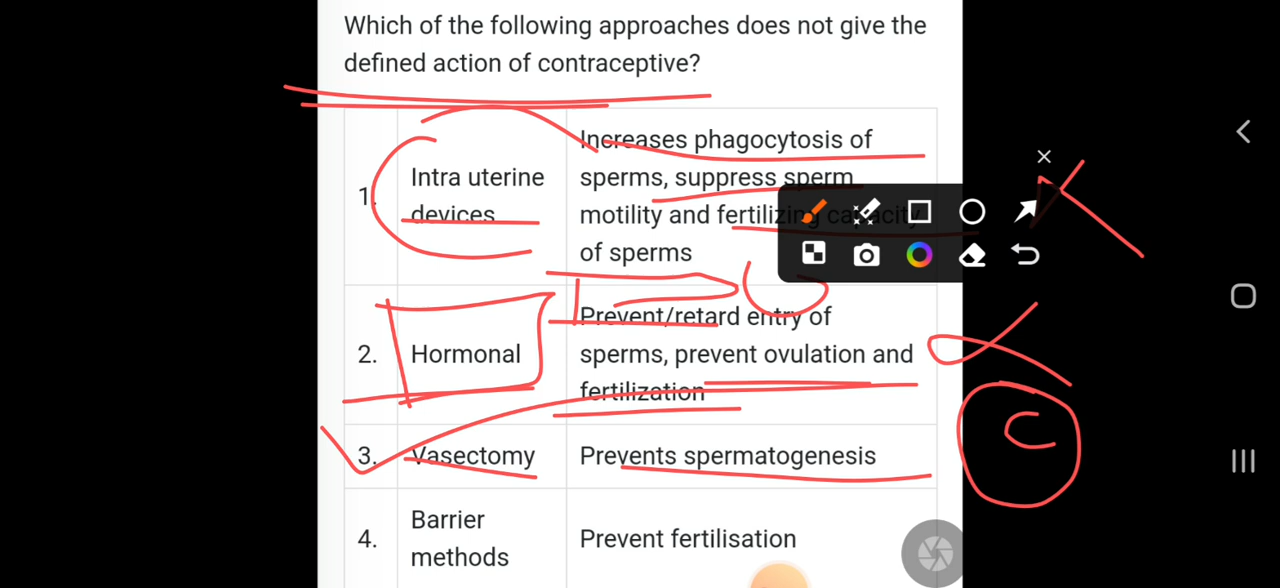 Which of the following approaches does not give the
defined action of contraceptive?
Increases phagocytosis of
1. Intra uterine sperms, suppress sperm
devices motility and fertilizing capacity
of sperms
Prevent/retard entry of
2. Hormonal sperms, prevent ovulation and
fertilization
3. Vasectomy Prevents spermatogenesis
4. Barrier
methods Prevent fertilisation
C